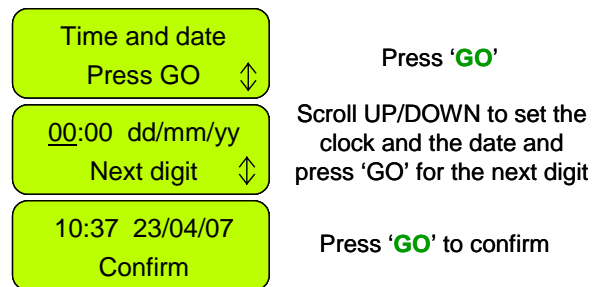 Time and date
Press GO
Press ‘GO’
00:00 dd/mm/yy
Next digit
Scroll UP/DOWN to set the
clock and the date and
press ‘GO’ for the next digit
10:37 23/04/07
Confirm
Press ‘GO’ to confirm